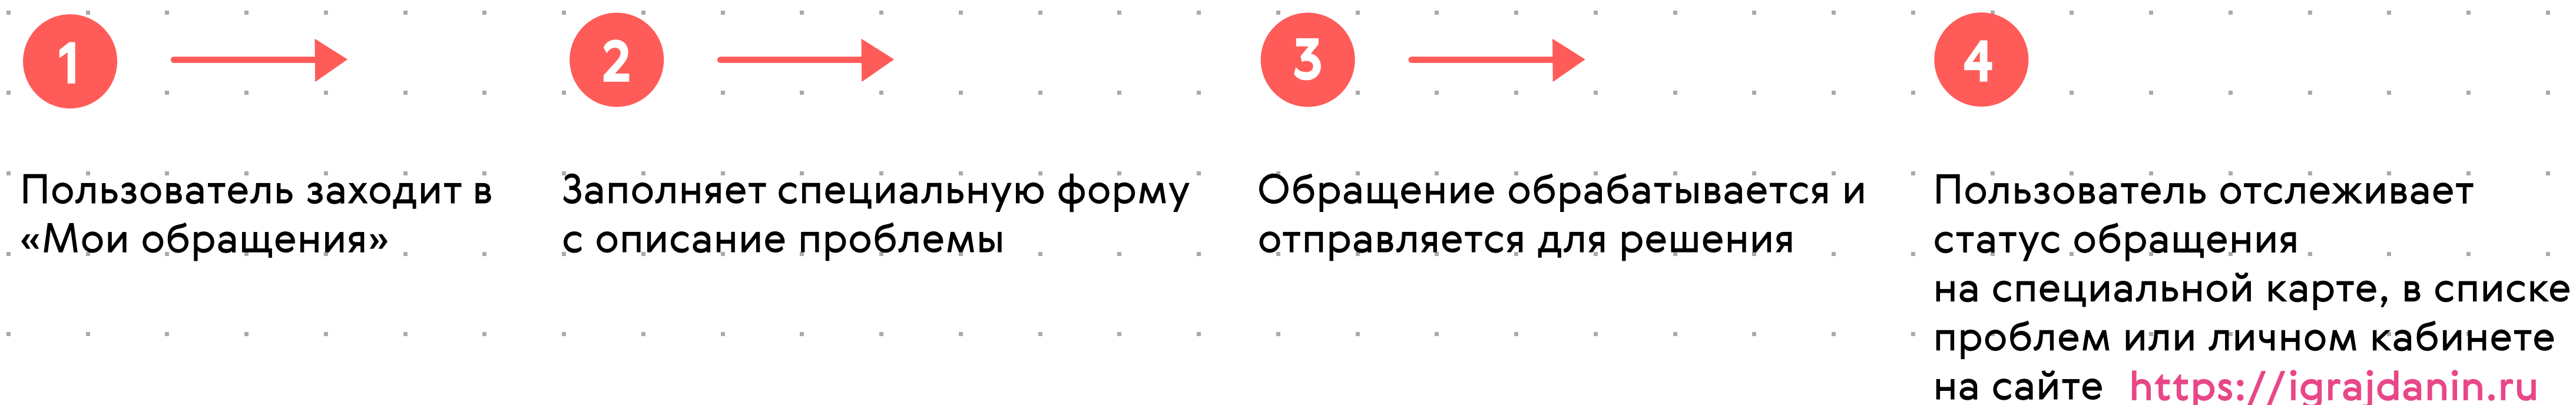 1
2
3
4
Пользователь заходит в
«Мои обращения»
Заполняет специальную форму
с описание проблемы
Обращение обрабатывается и
отправляется для решения
Пользователь отслеживает
статус обращения
на специальной карте, в списке
проблем или личном кабинете
на сайте https://igrajdanin.ru